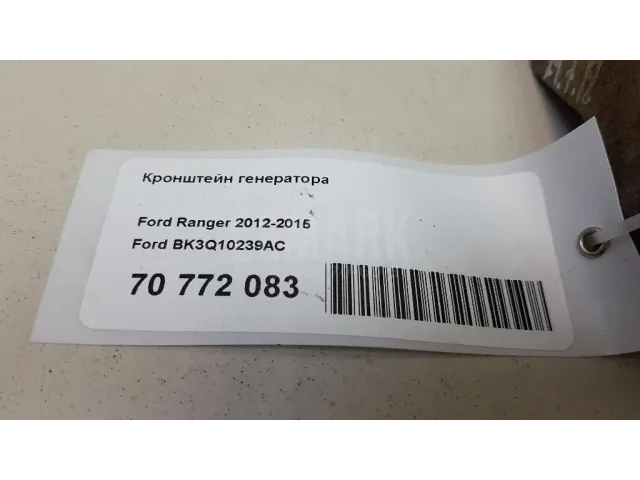 Кронштейн генератора
Ford Ranger 2012-2015
Ford BK3Q10239AC
70 772 083